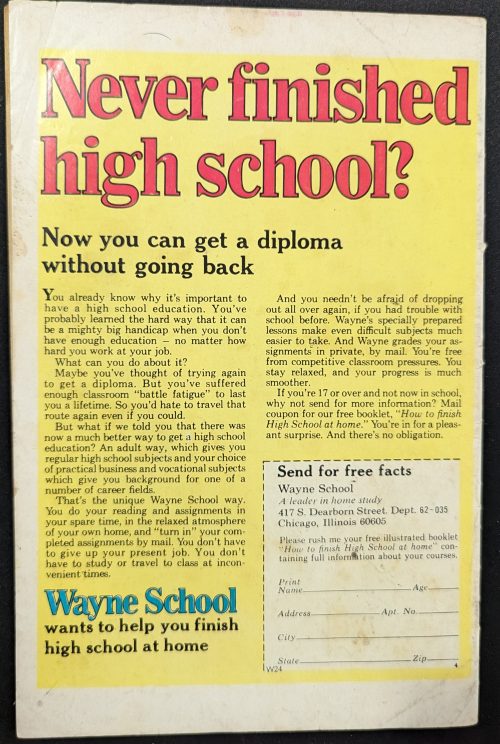 Never finished
high school?
Now you can get a diploma
without going back
You already know why it's important to
have a high school education. You've
probably learned the hard way that it can
be a mighty big handicap when you don't
have enough education – no matter how
hard you work at your job.
What can you do about it?
Maybe you've thought of trying again
to get a diploma. But you've suffered
enough classroom "battle fatigue" to last
you a lifetime. So you'd hate to travel that
route again even if you could.
But what if we told you that there was
now a much better way to get a high school
education? An adult way, which gives you
regular high school subjects and your choice
of practical business and vocational subjects
which give you background for one of a
number of career fields.
That's the unique Wayne School way.
You do your reading and assignments in
your spare time, in the relaxed atmosphere
of your own home, and "turn in" your com-
pleted assignments by mail. You don't have
to give up your present job. You don't
have to study or travel to class at incon-
venient times.
Wayne School
wants to help you finish
high school at home
And you needn't be afraid of dropping
out all over again, if you had trouble with
school before. Wayne's specially prepared
lessons make even difficult subjects much
easier to take. And Wayne grades your as-
signments in private, by mail. You're free
from competitive classroom pressures. You
stay relaxed, and your progress is much
smoother.
If you're 17 or over and not now in school,
why not send for more information? Mail
coupon for our free booklet, "How to finish
High School at home." You're in for a pleas-
ant surprise. And there's no obligation.
Send for free facts
Wayne School
A leader in home study
417 S. Dearborn Street. Dept. 62-035
Chicago, Illinois 60605
Please rush me your free illustrated booklet
"How to finish High School at home" con-
taining full information about your courses.
Print
Name Age
Address Apt. No.
City
State Zip
W24 4